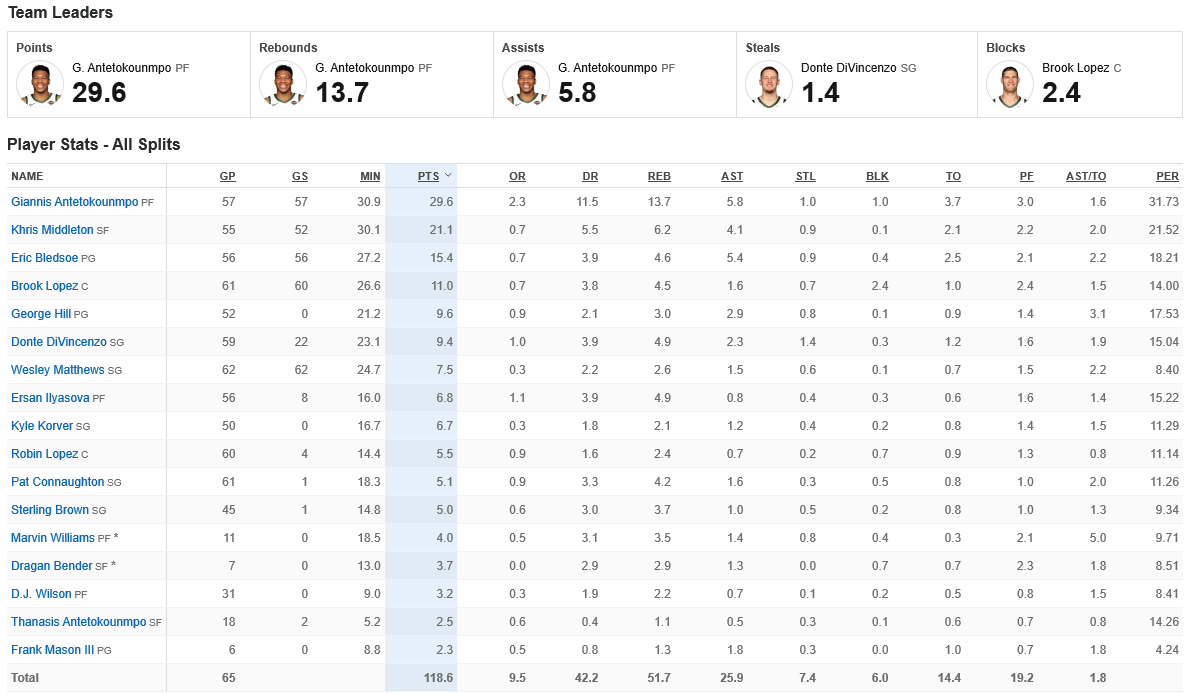 Team Leaders
Points Rebounds Assists Steals Blocks
G. Antetokounmpo PF G. Antetokounmpo PF G. Antetokounmpo PF Donte DiVincenzo SG Brook Lopez C
29.6 13.7 5.8 1.4 2.4
Player Stats - All Splits
NAME GP GS MIN PTS OR DR REB AST STL BLK TO PF AST/TO PER
Giannis Antetokounmpo PF 57 57 30.9 29.6 2.3 11.5 13.7 5.8 1.0 1.0 3.7 3.0 1.6 31.73
Khris Middleton SF 55 52 30.1 21.1 0.7 5.5 6.2 4.1 0.9 0.1 2.1 2.2 2.0 21.52
Eric Bledsoe PG 56 56 27.2 15.4 0.7 3.9 4.6 5.4 0.9 0.4 2.5 2.1 2.2 18.21
Brook Lopez C 61 60 26.6 11.0 0.7 3.8 4.5 1.6 0.7 2.4 1.0 2.4 1.5 14.00
George Hill PG 52 0 21.2 9.6 0.9 2.1 3.0 2.9 0.8 0.1 0.9 1.4 3.1 17.53
Donte DiVincenzo SG 59 22 23.1 9.4 1.0 3.9 4.9 2.3 1.4 0.3 1.2 1.6 1.9 15.04
Wesley Matthews SG 62 62 24.7 7.5 0.3 2.2 2.6 1.5 0.6 0.1 0.7 1.5 2.2 8.40
Ersan Ilyasova PF 56 8 16.0 6.8 1.1 3.9 4.9 0.8 0.4 0.3 0.6 1.6 1.4 15.22
Kyle Korver SG 50 0 16.7 6.7 0.3 1.8 2.1 1.2 0.4 0.2 0.8 1.4 1.5 11.29
Robin Lopez C 60 4 14.4 5.5 0.9 1.6 2.4 0.7 0.2 0.7 0.9 1.3 0.8 11.14
Pat Connaughton SG 61 1 18.3 5.1 0.9 3.3 4.2 1.6 0.3 0.5 0.8 1.0 2.0 11.26
Sterling Brown SG 45 1 14.8 5.0 0.6 3.0 3.7 1.0 0.5 0.2 0.8 1.0 1.3 9.34
Marvin Williams PF * 11 0 18.5 4.0 0.5 3.1 3.5 1.4 0.8 0.4 0.3 2.1 5.0 9.71
Dragan Bender SF * 7 0 13.0 3.7 0.0 2.9 2.9 1.3 0.0 0.7 0.7 2.3 1.8 8.51
D.J. Wilson PF 31 0 9.0 3.2 0.3 1.9 2.2 0.7 0.1 0.2 0.5 0.8 1.5 8.41
Thanasis Antetokounmpo SF 18 2 5.2 2.5 0.6 0.4 1.1 0.5 0.3 0.1 0.6 0.7 0.8 14.26
Frank Mason III PG 6 0 8.8 2.3 0.5 0.8 1.3 1.8 0.3 0.0 1.0 0.7 1.8 4.24
Total 65 118.6 9.5 42.2 51.7 25.9 7.4 6.0 14.4 19.2 1.8